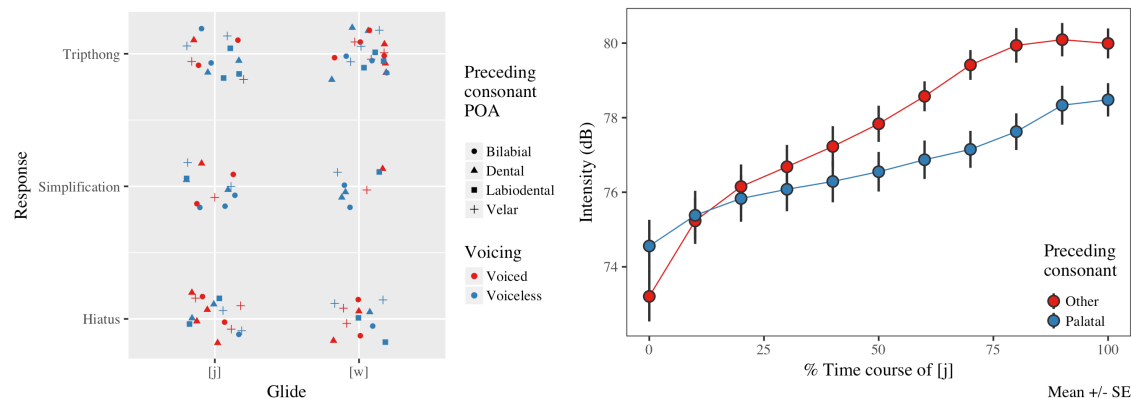 Response
Tripthong
Simplification
Hiatus
[j]
[w]
Glide
Preceding
consonant
POA
Bilabial
Dental
Labiodental
Velar
Voicing
Voiced
Voiceless
Intensity (dB)
80
78
76
74
0
25
50
75
100
% Time course of [j]
Preceding
consonant
Other
Palatal
Mean +/- SE